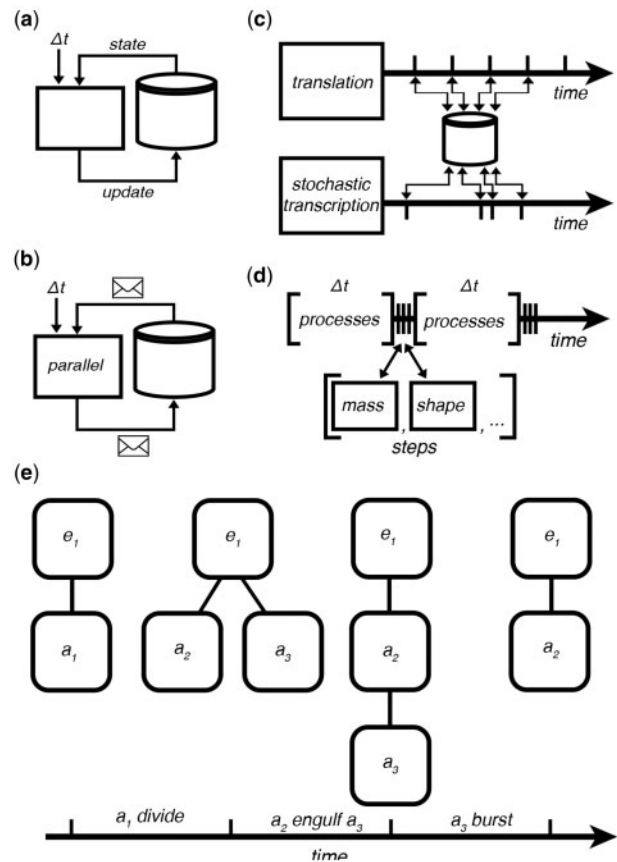 (a)
Δt
state
update
(b)
Δt
parallel
(c)
translation
time
stochastic
transcription
time
(d)
Δt
Δt
processes
processes
time
mass
,
shape
, ...
steps
(e)
e1
e1
e1
e1
a1
a2
a3
a2
a2
a3
a1 divide
a2 engulf a3
a3 burst
time